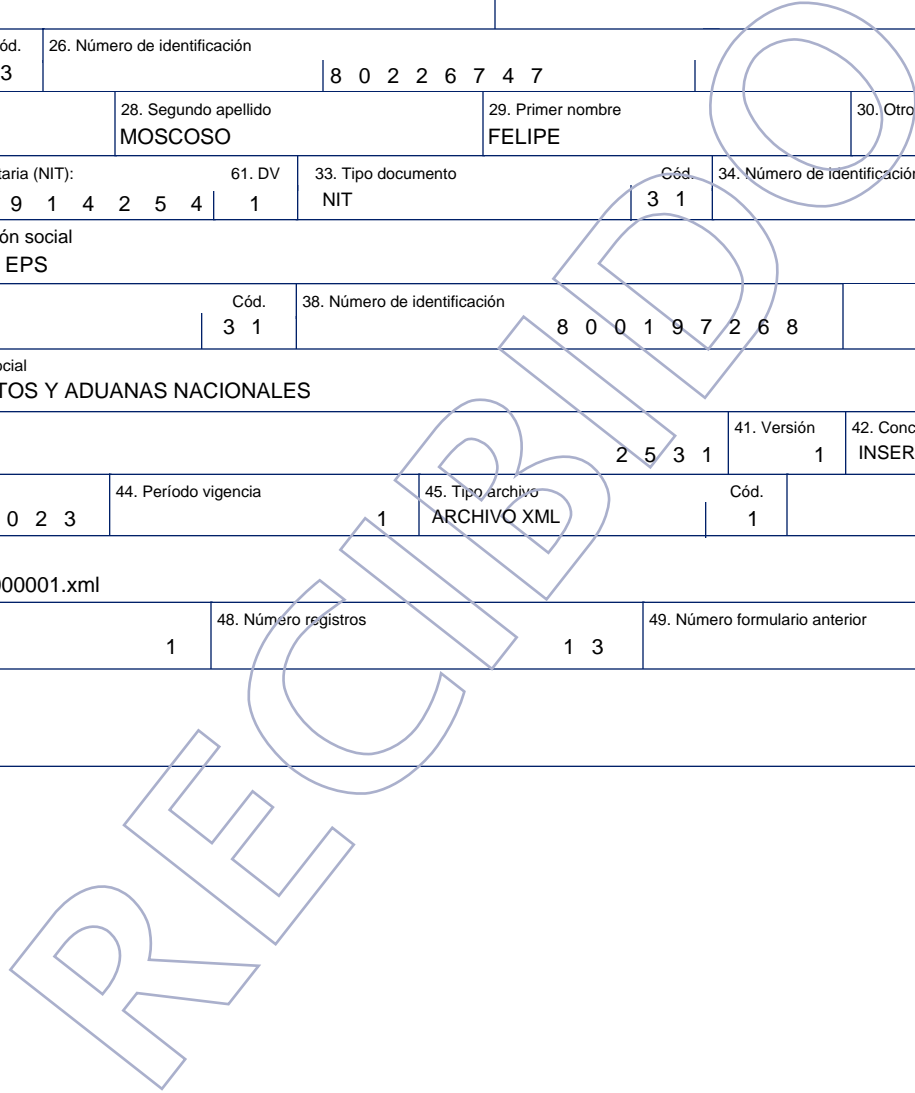 ód. 26. Número de identificación
3 8 0 2 2 6 7 4 7
28. Segundo apellido 29. Primer nombre 30. Otro
MOSCOSO FELIPE
taria (NIT): 61. DV 33. Tipo documento Cód. 34. Número de identificación
9 1 4 2 5 4 1 NIT 3 1
ón social
EPS
Cód. 38. Número de identificación
3 1 8 0 0 1 9 7 2 6 8
ocial
TOS Y ADUANAS NACIONALES
41. Versión 42. Conc
2 5 3 1 1 INSER
44. Período vigencia 45. Tipo archivo Cód.
0 2 3 1 ARCHIVO XML 1
000001.xml
48. Número registros 49. Número formulario anterior
1 1 3
RECIBIDO